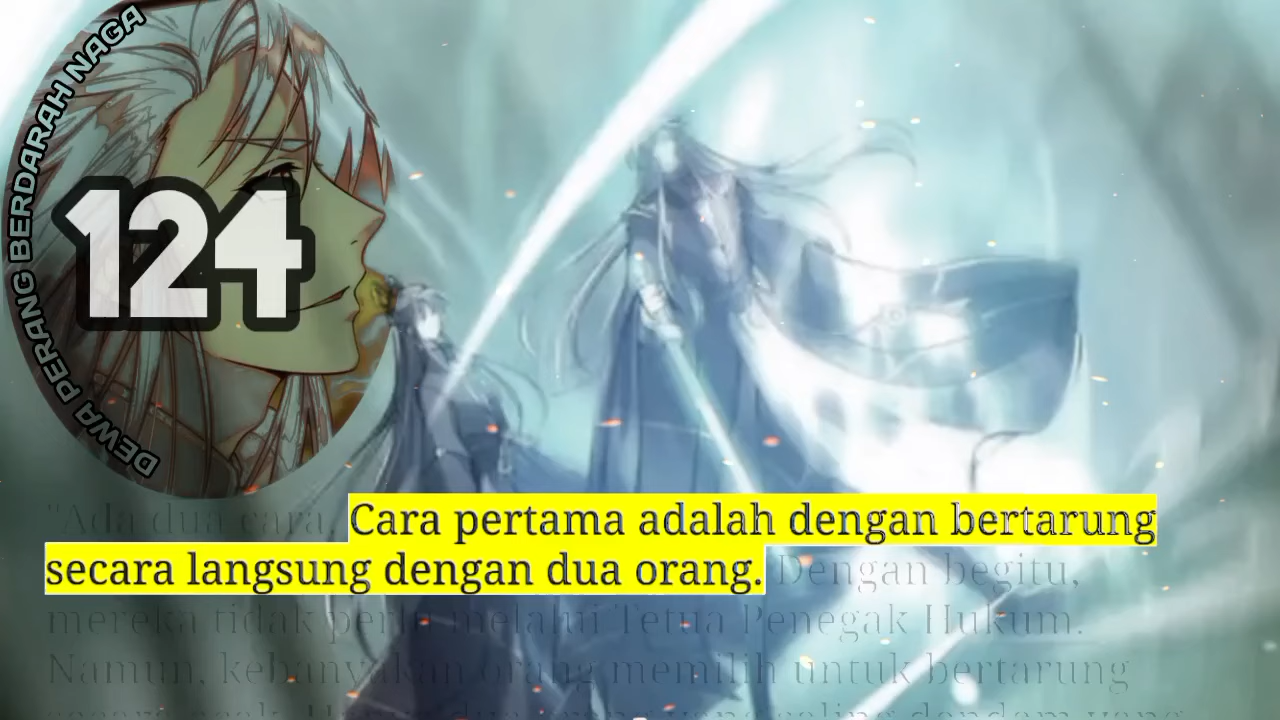 DEWA PERANG BERDARAH NAGA
124
"Ada dua cara. Cara pertama adalah dengan bertarung
secara langsung dengan dua orang. Dengan begitu,
mereka tidak perlu melalui Tetua Penegak Hukum.
Namun, kebanyakan orang memilih untuk bertarung